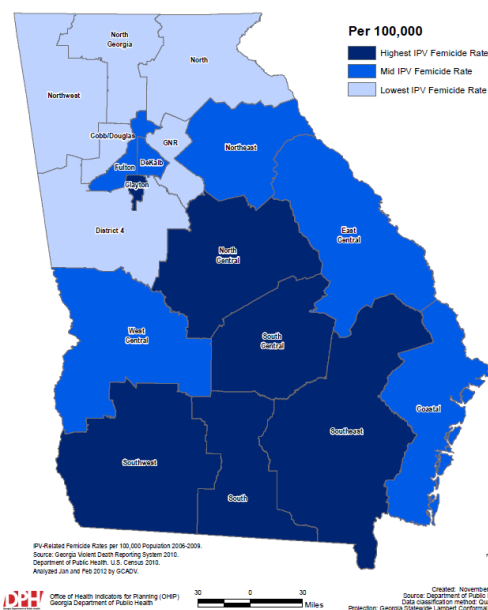 Per 100,000
Highest IPV Femicide Rate
Mid IPV Femicide Rate
Lowest IPV Femicide Rate
North
Georgia
North
Northwest
Cobb/Douglas
GNR
Northeast
Fulton
DeKalb
Clayton
District 4
East
Central
North
Central
West
Central
South
Central
Coastal
Southeast
Southwest
South
IPV-Related Femicide Rates per 100,000 Population 2006-2009.
Source: Georgia Violent Death Reporting System 2010.
Department of Public Health. U.S. Census 2010.
Analyzed Jan and Feb 2012 by GCADV.
DPH
Office of Health Indicators for Planning (OHIP)
Georgia Department of Public Health
30 0 30
Miles
Created: November
Source: Department of Public
Data classification method: Qu
Projection: Georgia Statewide Lambert Conforma